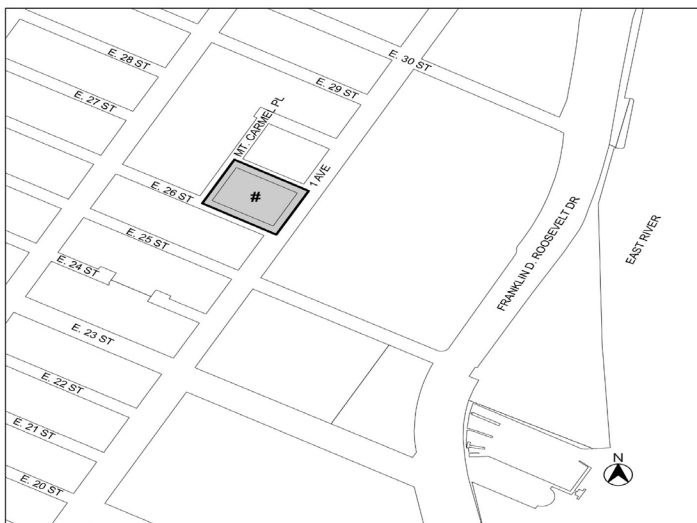 E. 28 ST
E. 30 ST
E. 27 ST
E. 29 ST
MT. CARMEL PL
1 AVE
E. 26 ST
#
FRANKLIN D. ROOSEVELT DR
EAST RIVER
E. 25 ST
E. 24 ST
E. 23 ST
E. 22 ST
E. 21 ST
E. 20 ST
N